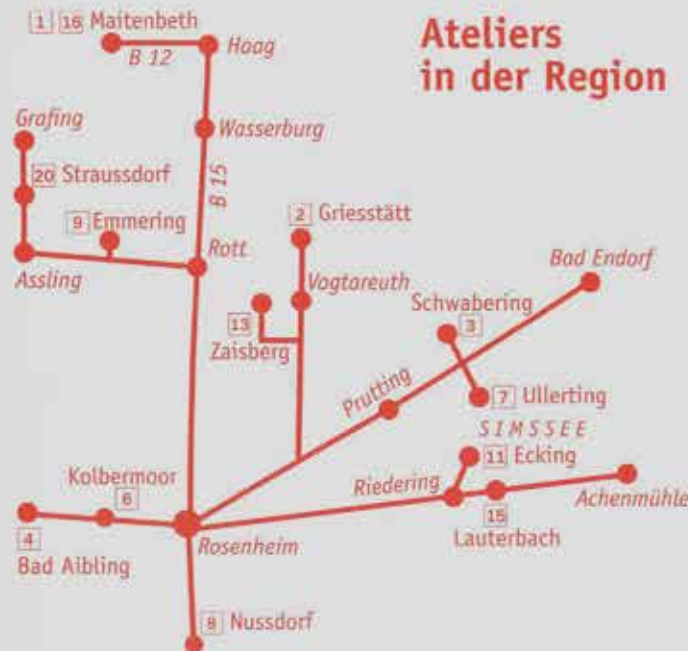 Ateliers
in der Region
1 16 Maitenbeth
B 12
Haag
Grafing
Wasserburg
20 Straussdorf
B 15
9 Emmering
2 Griesstätt
Rott
Assling
Vogtareuth
Bad Endorf
13
Zaisberg
Schwabering
3
Prutting
7 Ullerting
SIMSSEE
11 Ecking
Kolbermoor
6
Riedering
Achenmühle
4
Bad Aibling
Rosenheim
15
Lauterbach
8 Nussdorf